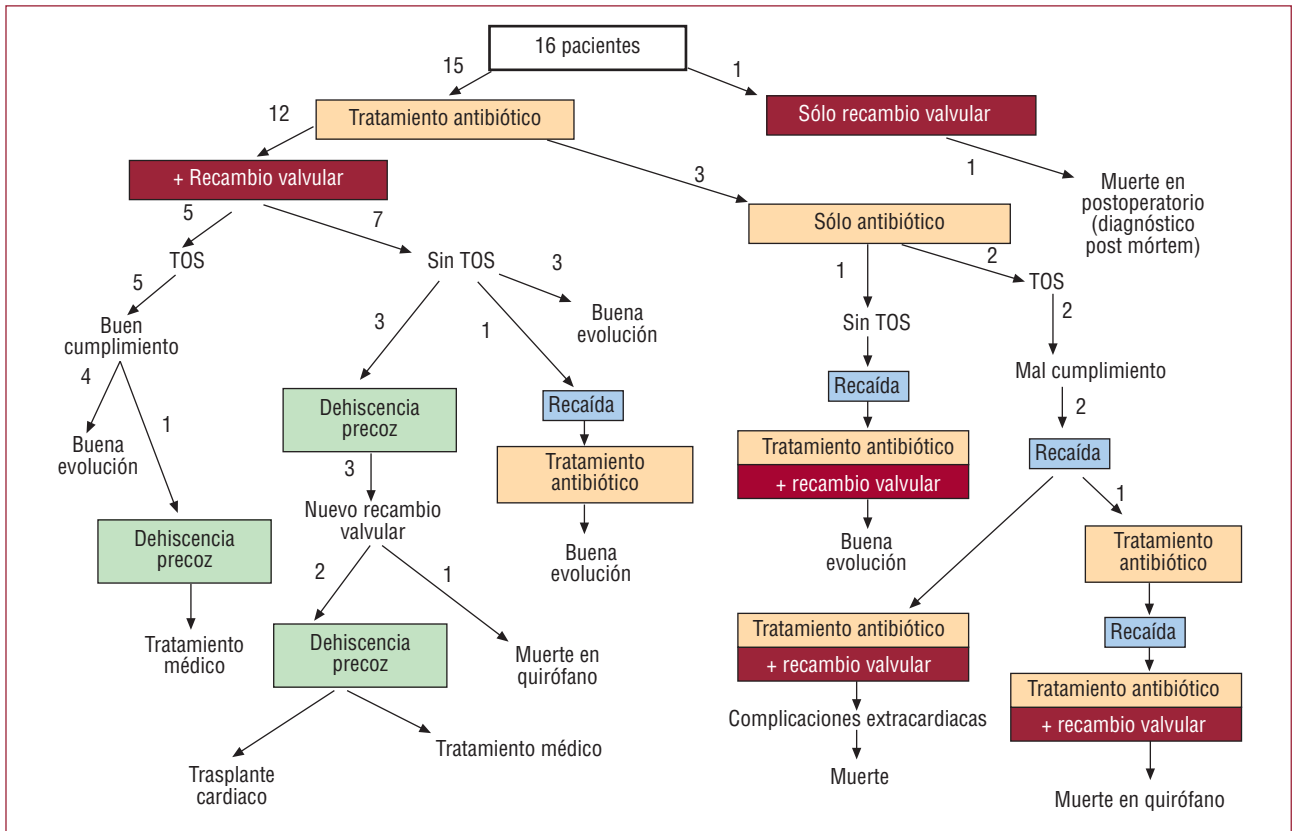 16 pacientes
15
1
Tratamiento antibiótico
Sólo recambio valvular
12
3
1
+ Recambio valvular
Muerte en
postoperatorio
(diagnóstico
post mórtem)
Sólo antibiótico
5
7
TOS
Sin TOS
3
1
2
TOS
5
Buena
evolución
Buen
cumplimiento
3
1
Sin TOS
2
Mal cumplimiento
4
1
Recaída
2
Buena
evolución
Dehiscencia
precoz
Recaída
Tratamiento antibiótico
+ recambio valvular
Recaída
3
Tratamiento
antibiótico
1
Nuevo recambio
valvular
Buena
evolución
Dehiscencia
precoz
Buena
evolución
Tratamiento
antibiótico
2
1
Tratamiento
médico
Dehiscencia
precoz
Muerte en
quirófano
Tratamiento antibiótico
+ recambio valvular
Recaída
Tratamiento antibiótico
+ recambio valvular
Complicaciones extracardiacas
Tratamiento médico
Trasplante
cardiaco
Muerte
Muerte en quirófano